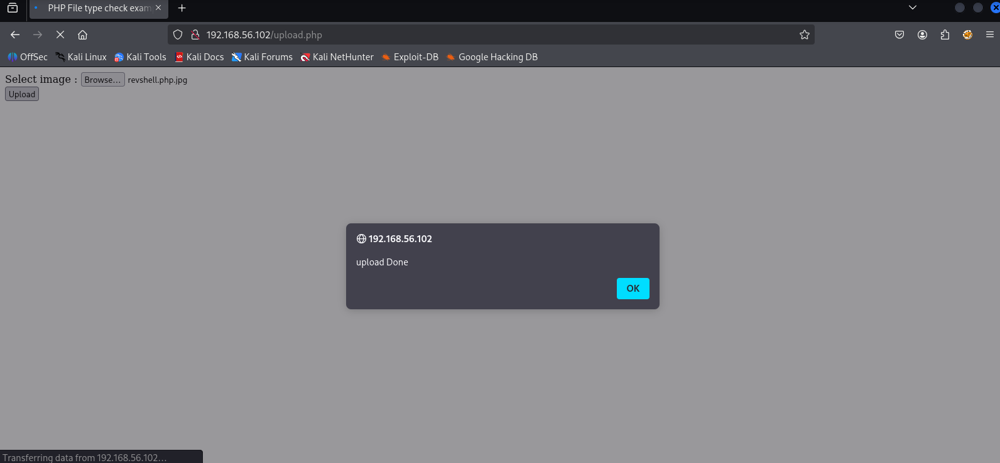 PHP File type check exam
192.168.56.102/upload.php
OffSec Kali Linux Kali Tools Kali Docs Kali Forums Kali NetHunter Exploit-DB Google Hacking DB
Select image : Browse... revshell.php.jpg
Upload
192.168.56.102
upload Done
OK
Transferring data from 192.168.56.102...